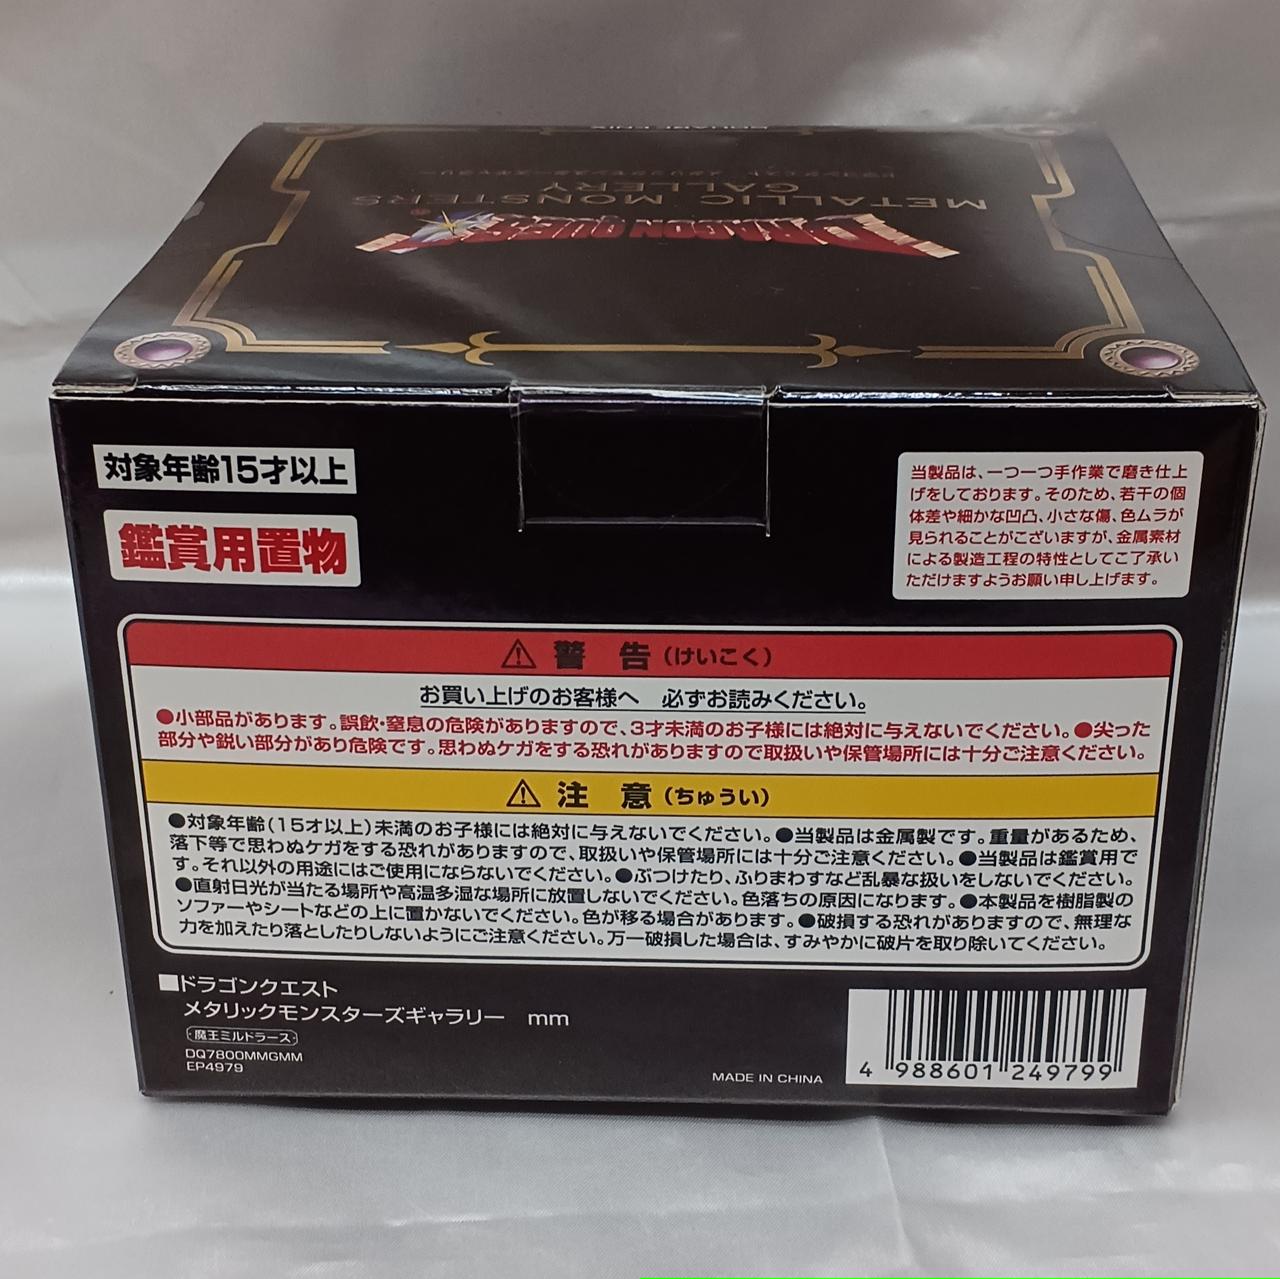 SQUARE ENIX
ドラゴンクエスト メタリックモンスターズギャラリー
METALLIC MONSTERS
GALLERY
DRAGON QUEST
対象年齢15才以上
鑑賞用置物
当製品は、一つ一つ手作業で磨き仕上
げをしております。そのため、若干の個
体差や細かな凹凸、小さな傷、色ムラが
見られることがございますが、金属素材
による製造工程の特性としてご了承い
ただけますようお願い申し上げます。
⚠ 警 告 (けいこく)
お買い上げのお客様へ 必ずお読みください。
●小部品があります。誤飲・窒息の危険がありますので、3才未満のお子様には絶対に与えないでください。●尖った
部分や鋭い部分があり危険です。思わぬケガをする恐れがありますので取扱いや保管場所には十分ご注意ください。
⚠ 注 意 (ちゅうい)
●対象年齢(15才以上)未満のお子様には絶対に与えないでください。●当製品は金属製です。重量があるため、
落下等で思わぬケガをする恐れがありますので、取扱いや保管場所には十分ご注意ください。●当製品は鑑賞用で
す。それ以外の用途にはご使用にならないでください。●ぶつけたり、ふりまわすなど乱暴な扱いをしないでください。
●直射日光が当たる場所や高温多湿な場所に放置しないでください。色落ちの原因になります。●本製品を樹脂製の
ソファーやシートなどの上に置かないでください。色が移る場合があります。●破損する恐れがありますので、無理な
力を加えたり落としたりしないようにご注意ください。万一破損した場合は、すみやかに破片を取り除いてください。
■ドラゴンクエスト
メタリックモンスターズギャラリー mm
魔王ミルドラース
DQ7800MMGMM
EP4979
MADE IN CHINA
4 988601 249799